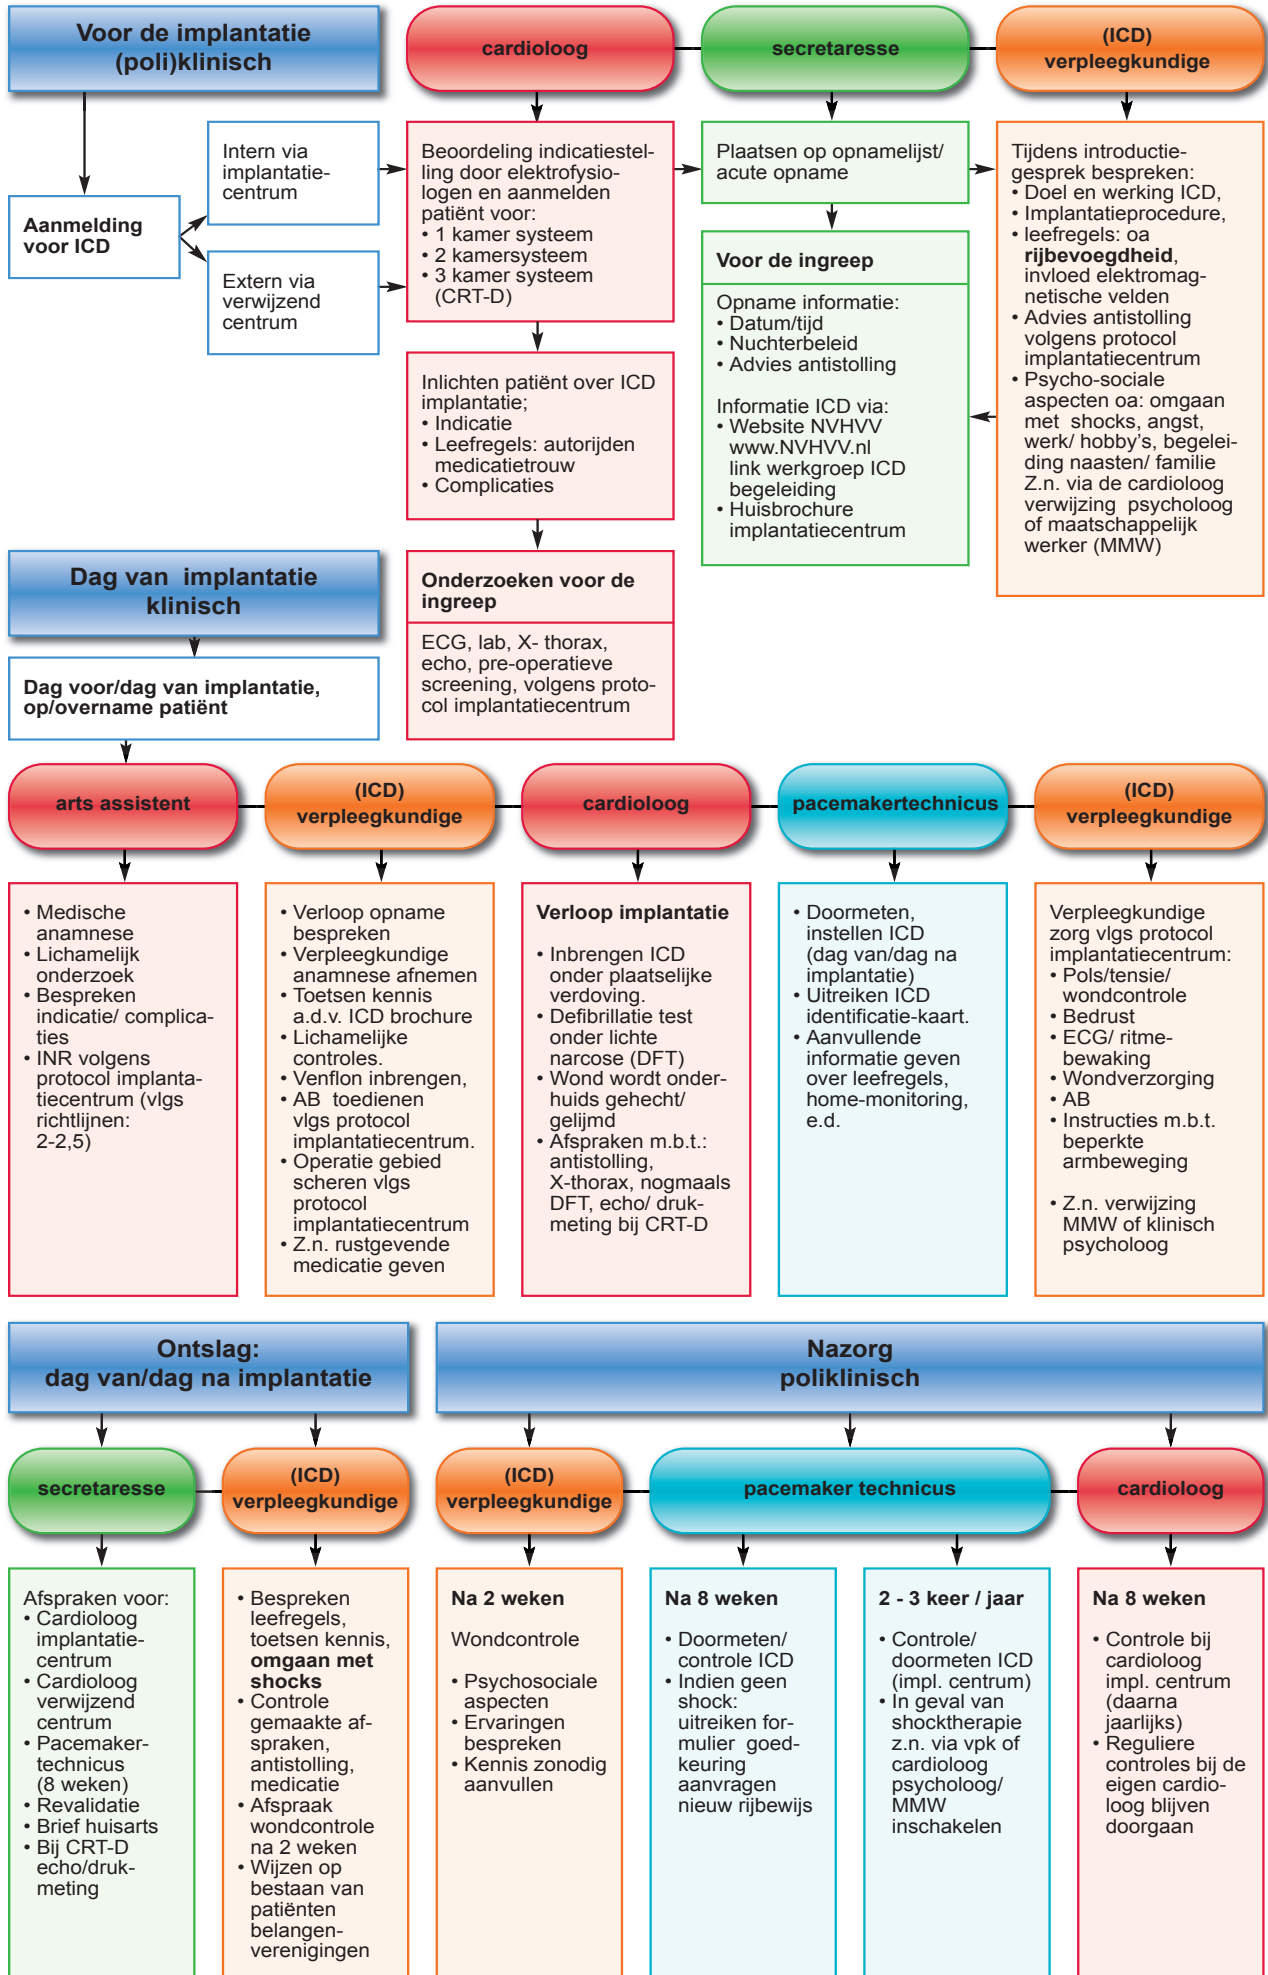 Voor de implantatie
(poli)klinisch
cardioloog
secretaresse
(ICD)
verpleegkundige
Aanmelding
voor ICD
Intern via
implantatie-
centrum
Extern via
verwijzend
centrum
Beoordeling indicatiestel-
ling door elektrofysio-
logen en aanmelden
patiënt voor:
• 1 kamer systeem
• 2 kamersysteem
• 3 kamer systeem
(CRT-D)
Inlichten patiënt over ICD
implantatie;
• Indicatie
• Leefregels: autorijden
medicatietrouw
• Complicaties
Onderzoeken voor de
ingreep
ECG, lab, X- thorax,
echo, pre-operatieve
screening, volgens proto-
col implantatiecentrum
Plaatsen op opnamelijst/
acute opname
Voor de ingreep
Opname informatie:
• Datum/tijd
• Nuchterbeleid
• Advies antistolling
Informatie ICD via:
• Website NVHVV
www.NVHVV.nl
link werkgroep ICD
begeleiding
• Huisbrochure
implantatiecentrum
Tijdens introductie-
gesprek bespreken:
• Doel en werking ICD,
• Implantatieprocedure,
• leefregels: oa
rijbevoegdheid,
invloed elektromag-
netische velden
• Advies antistolling
volgens protocol
implantatiecentrum
• Psycho-sociale
aspecten oa: omgaan
met shocks, angst,
werk/ hobby's, begelei-
ding naasten/ familie
Z.n. via de cardioloog
verwijzing psycholoog
of maatschappelijk
werker (MMW)
Dag van implantatie
klinisch
Dag voor/dag van implantatie,
op/overname patiënt
arts assistent
(ICD)
verpleegkundige
cardioloog
pacemakertechnicus
(ICD)
verpleegkundige
• Medische
anamnese
• Lichamelijk
onderzoek
• Bespreken
indicatie/ complica-
ties
• INR volgens
protocol implanta-
tiecentrum (vlgs
richtlijnen:
2-2,5)
• Verloop opname
bespreken
• Verpleegkundige
anamnese afnemen
• Toetsen kennis
a.d.v. ICD brochure
• Lichamelijke
controles.
• Venflon inbrengen,
• AB toedienen
vlgs protocol
implantatiecentrum.
• Operatie gebied
scheren vlgs
protocol
implantatiecentrum
• Z.n. rustgevende
medicatie geven
Verloop implantatie
• Inbrengen ICD
onder plaatselijke
verdoving.
• Defibrillatie test
onder lichte
narcose (DFT)
• Wond wordt onder-
huids gehecht/
gelijmd
• Afspraken m.b.t.:
antistolling,
X-thorax, nogmaals
DFT, echo/ druk-
meting bij CRT-D
• Doormeten,
instellen ICD
(dag van/dag na
implantatie)
• Uitreiken ICD
identificatie-kaart.
• Aanvullende
informatie geven
over leefregels,
home-monitoring,
e.d.
Verpleegkundige
zorg vlgs protocol
implantatiecentrum:
• Pols/tensie/
wondcontrole
• Bedrust
• ECG/ ritme-
bewaking
• Wondverzorging
• AB
• Instructies m.b.t.
beperkte
armbeweging
• Z.n. verwijzing
MMW of klinisch
psycholoog
Ontslag:
dag van/dag na implantatie
Nazorg
poliklinisch
secretaresse
(ICD)
verpleegkundige
(ICD)
verpleegkundige
pacemaker technicus
cardioloog
Afspraken voor:
• Cardioloog
implantatie-
centrum
• Cardioloog
verwijzend
centrum
• Pacemaker-
technicus
(8 weken)
• Revalidatie
• Brief huisarts
• Bij CRT-D
echo/druk-
meting
• Bespreken
leefregels,
toetsen kennis,
omgaan met
shocks
• Controle
gemaakte af-
spraken,
antistolling,
medicatie
• Afspraak
wondcontrole
na 2 weken
• Wijzen op
bestaan van
patiënten
belangen-
verenigingen
Na 2 weken
Wondcontrole
• Psychosociale
aspecten
• Ervaringen
bespreken
• Kennis zonodig
aanvullen
Na 8 weken
• Doormeten/
controle ICD
• Indien geen
shock:
uitreiken for-
mulier goed-
keuring
aanvragen
nieuw rijbewijs
2 - 3 keer / jaar
• Controle/
doormeten ICD
(impl. centrum)
• In geval van
shocktherapie
z.n. via vpk of
cardioloog
psycholoog/
MMW
inschakelen
Na 8 weken
• Controle bij
cardioloog
impl. centrum
(daarna
jaarlijks)
• Reguliere
controles bij de
eigen cardio-
loog blijven
doorgaan